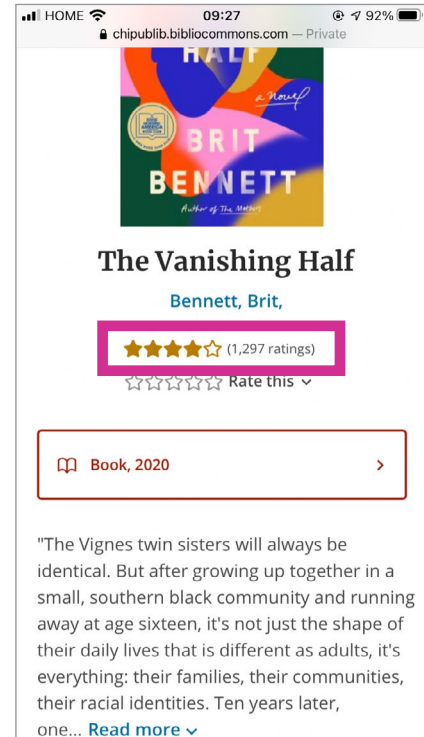 HOME 09:27 92%
chipublib.bibliocommons.com — Private
HALF
a novel
BRIT
BENNETT
Author of The Mothers
The Vanishing Half
Bennett, Brit,
(1,297 ratings)
Rate this
Book, 2020
"The Vignes twin sisters will always be
identical. But after growing up together in a
small, southern black community and running
away at age sixteen, it's not just the shape of
their daily lives that is different as adults, it's
everything: their families, their communities,
their racial identities. Ten years later,
one... Read more